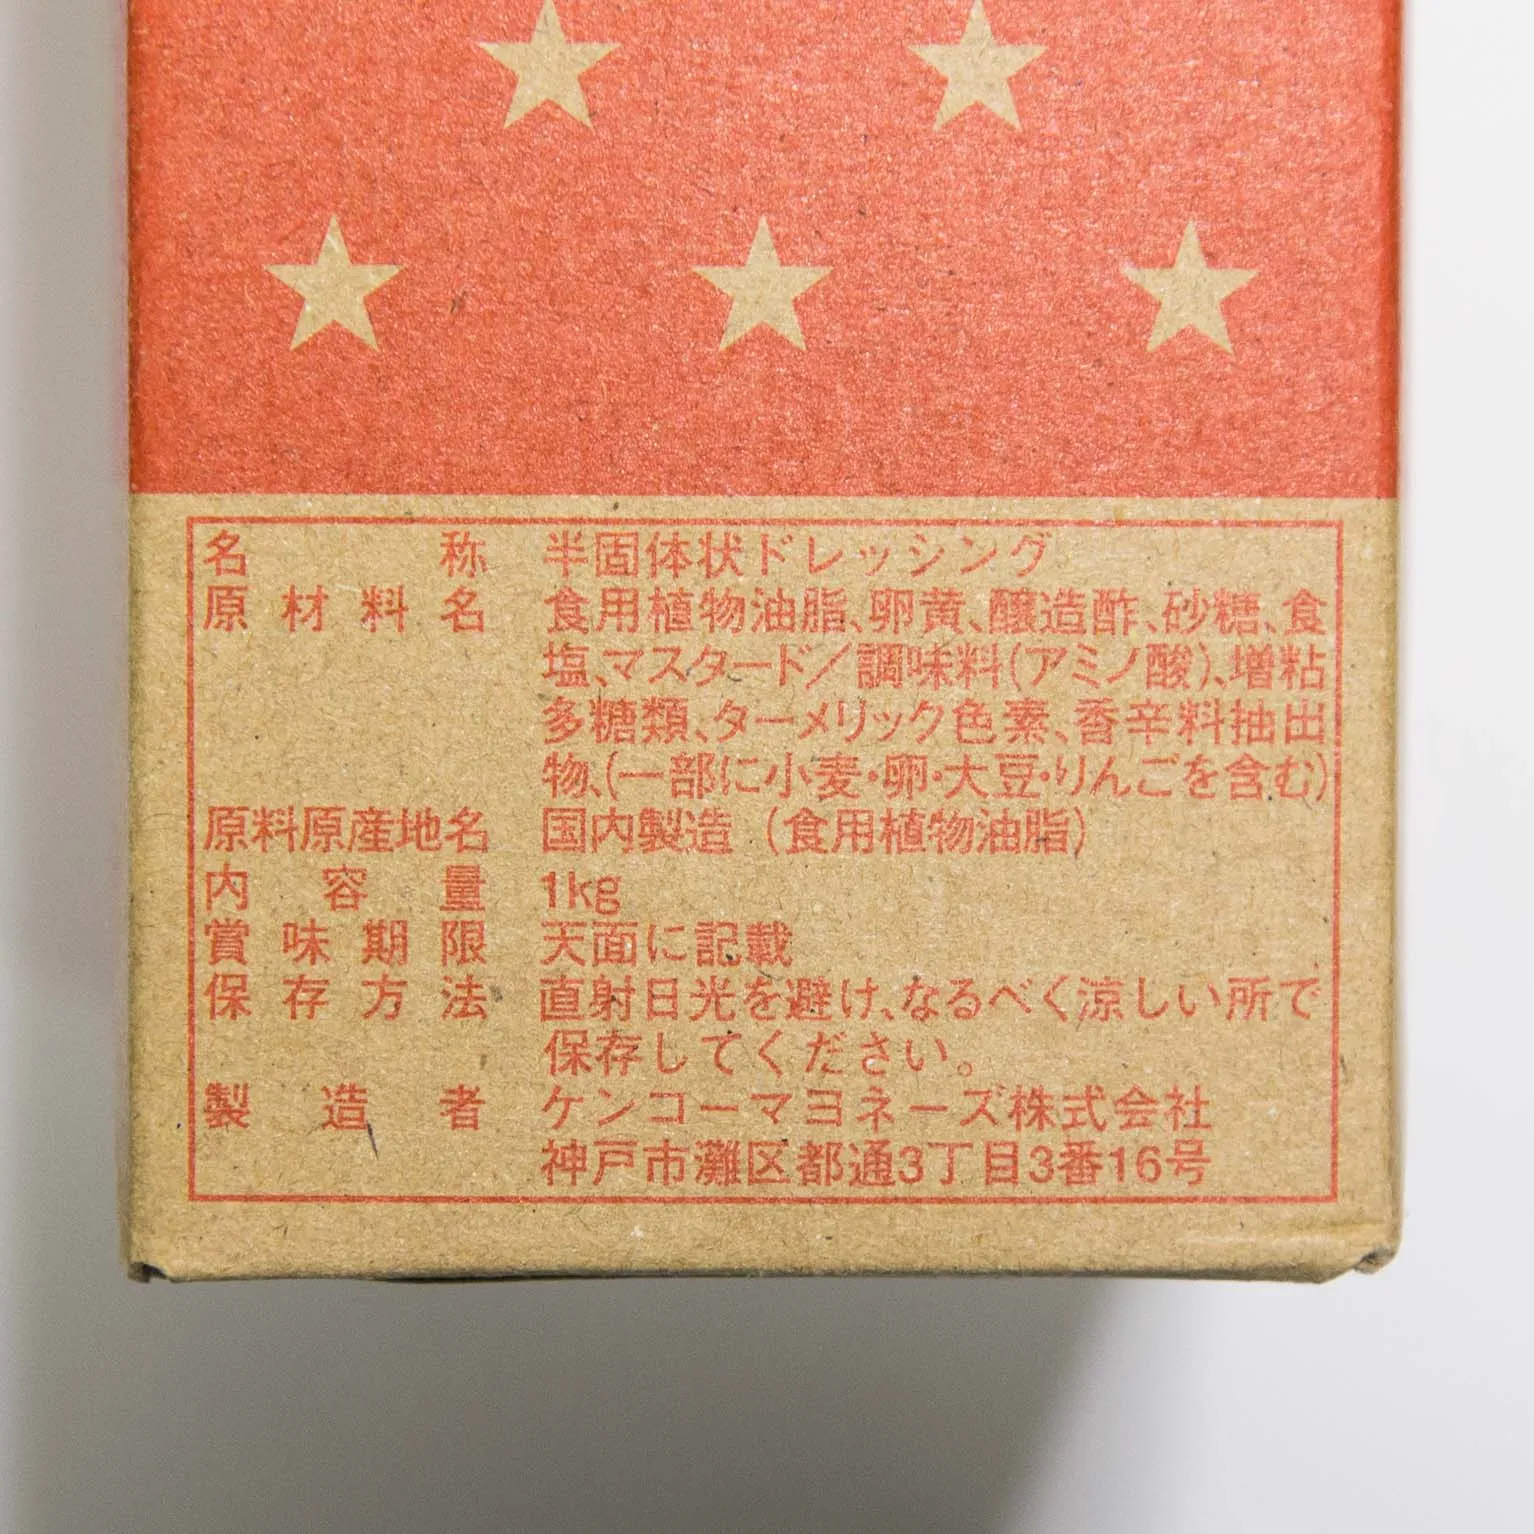 名称 半固体状ドレッシング
原材料名 食用植物油脂、卵黄、醸造酢、砂糖、食
塩、マスタード／調味料(アミノ酸)、増粘
多糖類、ターメリック色素、香辛料抽出
物、(一部に小麦・卵・大豆・りんごを含む)
原料原産地名 国内製造（食用植物油脂）
内容量 1kg
賞味期限 天面に記載
保存方法 直射日光を避け、なるべく涼しい所で
保存してください。
製造者 ケンコーマヨネーズ株式会社
神戸市灘区都通3丁目3番16号